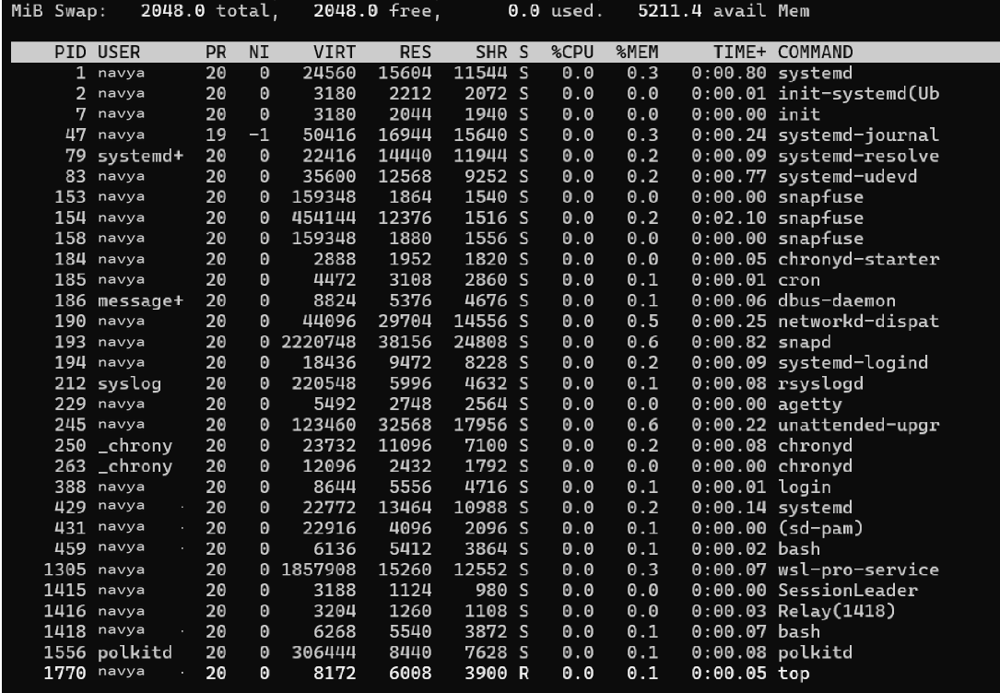 MiB Swap:   2048.0 total,   2048.0 free,      0.0 used.   5211.4 avail Mem
PID USER      PR  NI    VIRT    RES    SHR S  %CPU  %MEM     TIME+ COMMAND
1 navya     20   0   24560  15604  11544 S   0.0   0.3   0:00.80 systemd
2 navya     20   0    3180   2212   2072 S   0.0   0.0   0:00.01 init-systemd(Ub
7 navya     20   0    3180   2044   1940 S   0.0   0.0   0:00.00 init
47 navya     19  -1   50416  16944  15640 S   0.0   0.3   0:00.24 systemd-journal
79 systemd+  20   0   22416  14440  11944 S   0.0   0.2   0:00.09 systemd-resolve
83 navya     20   0   35600  12568   9252 S   0.0   0.2   0:00.77 systemd-udevd
153 navya     20   0  159348   1864   1540 S   0.0   0.0   0:00.00 snapfuse
154 navya     20   0  454144  12376   1516 S   0.0   0.2   0:02.10 snapfuse
158 navya     20   0  159348   1880   1556 S   0.0   0.0   0:00.00 snapfuse
184 navya     20   0    2888   1952   1820 S   0.0   0.0   0:00.05 chronyd-starter
185 navya     20   0    4472   3108   2860 S   0.0   0.1   0:00.01 cron
186 message+  20   0    8824   5376   4676 S   0.0   0.1   0:00.06 dbus-daemon
190 navya     20   0   44096  29704  14556 S   0.0   0.5   0:00.25 networkd-dispat
193 navya     20   0 2220748  38156  24808 S   0.0   0.6   0:00.82 snapd
194 navya     20   0   18436   9472   8228 S   0.0   0.2   0:00.09 systemd-logind
212 syslog    20   0  220548   5996   4632 S   0.0   0.1   0:00.08 rsyslogd
229 navya     20   0    5492   2748   2564 S   0.0   0.0   0:00.00 agetty
245 navya     20   0  123460  32568  17956 S   0.0   0.6   0:00.22 unattended-upgr
250 _chrony   20   0   23732  11096   7100 S   0.0   0.2   0:00.08 chronyd
263 _chrony   20   0   12096   2432   1792 S   0.0   0.0   0:00.00 chronyd
388 navya     20   0    8644   5556   4716 S   0.0   0.1   0:00.01 login
429 navya     20   0   22772  13464  10988 S   0.0   0.2   0:00.14 systemd
431 navya     20   0   22916   4096   2096 S   0.0   0.1   0:00.00 (sd-pam)
459 navya     20   0    6136   5412   3864 S   0.0   0.1   0:00.02 bash
1305 navya     20   0 1857908  15260  12552 S   0.0   0.3   0:00.07 wsl-pro-service
1415 navya     20   0    3188   1124    980 S   0.0   0.0   0:00.00 SessionLeader
1416 navya     20   0    3204   1260   1108 S   0.0   0.0   0:00.03 Relay(1418)
1418 navya     20   0    6268   5540   3872 S   0.0   0.1   0:00.07 bash
1556 polkitd   20   0  306444   8440   7628 S   0.0   0.1   0:00.08 polkitd
1770 navya     20   0    8172   6008   3900 R   0.0   0.1   0:00.05 top